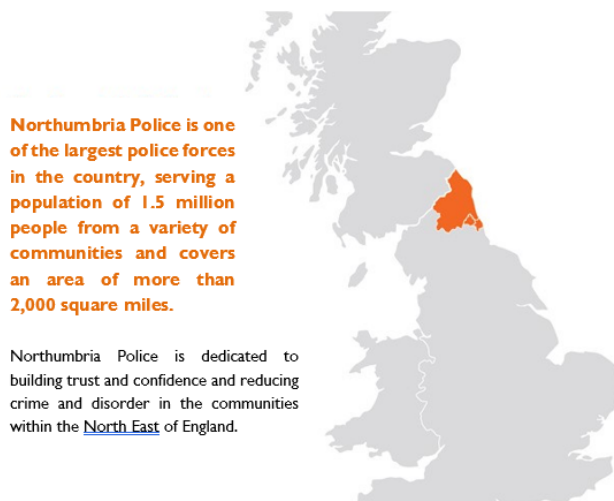 Northumbria Police is one
of the largest police forces
in the country, serving a
population of 1.5 million
people from a variety of
communities and covers
an area of more than
2,000 square miles.
Northumbria Police is dedicated to
building trust and confidence and reducing
crime and disorder in the communities
within the North East of England.